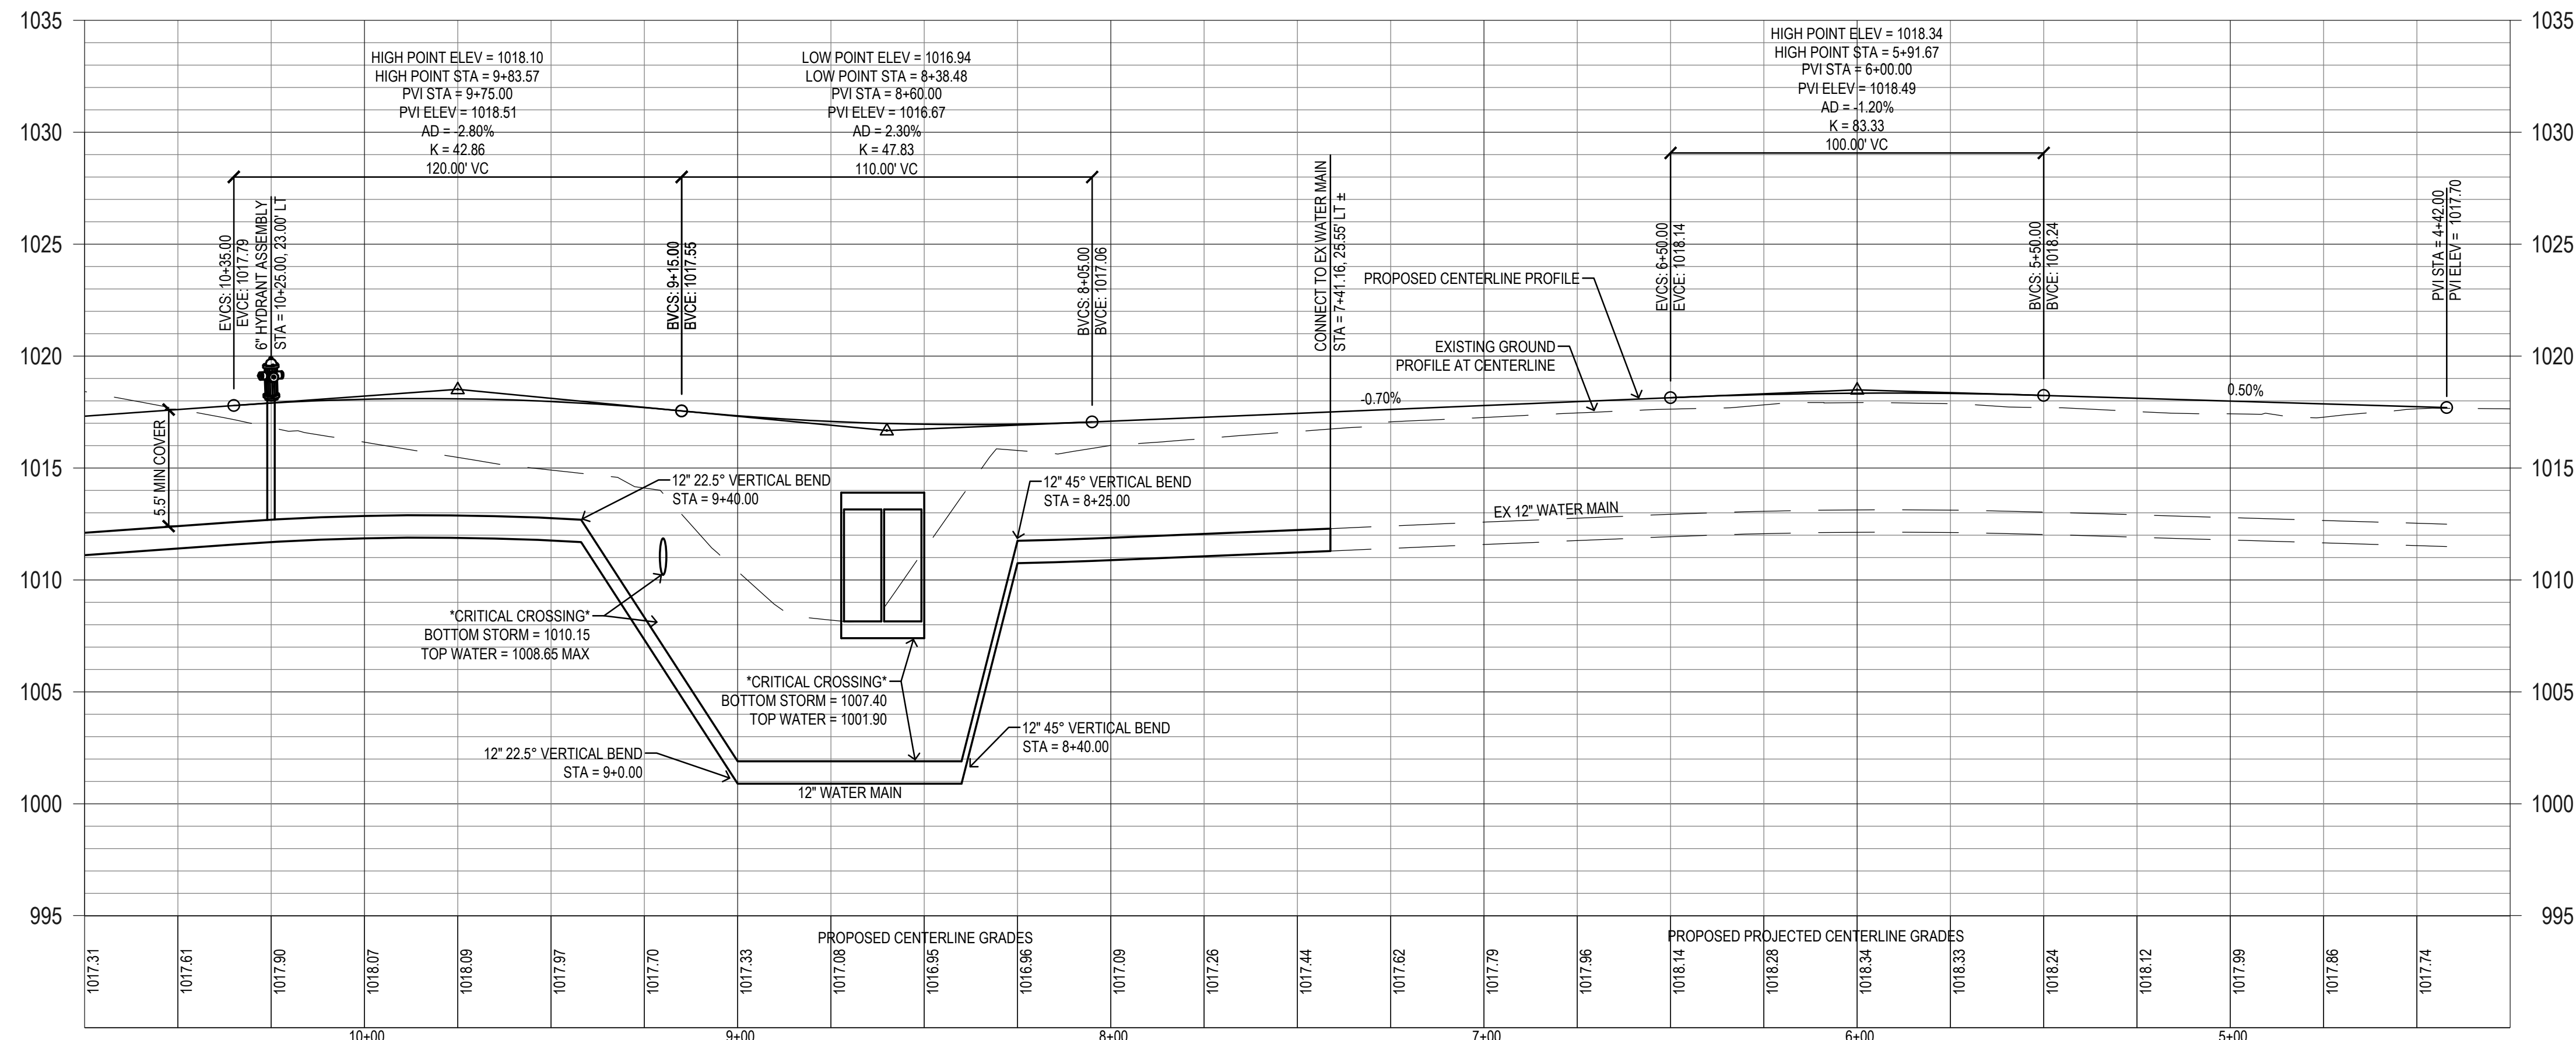 1035
1030
1025
1020
1015
1010
1005
1000
995
1035
1030
1025
1020
1015
1010
1005
1000
995
HIGH POINT ELEV = 1018.10
HIGH POINT STA = 9+83.57
PVI STA = 9+75.00
PVI ELEV = 1018.51
AD = -2.80%
K = 42.86
120.00' VC
LOW POINT ELEV = 1016.94
LOW POINT STA = 8+38.48
PVI STA = 8+60.00
PVI ELEV = 1016.67
AD = 2.30%
K = 47.83
110.00' VC
HIGH POINT ELEV = 1018.34
HIGH POINT STA = 5+91.67
PVI STA = 6+00.00
PVI ELEV = 1018.49
AD = -1.20%
K = 83.33
100.00' VC
EVCS: 10+35.00
EVCE: 1017.79
6" HYDRANT ASSEMBLY
STA = 10+25.00, 23.00' LT
BVCS: 9+15.00
BVCE: 1017.55
BVCS: 8+05.00
BVCE: 1017.06
CONNECT TO EX WATER MAIN
STA = 7+41.16, 25.55' LT ±
EVCS: 6+50.00
EVCE: 1018.14
BVCS: 5+50.00
BVCE: 1018.24
PVI STA = 4+42.00
PVI ELEV = 1017.70
PROPOSED CENTERLINE PROFILE
EXISTING GROUND
PROFILE AT CENTERLINE
-0.70%
0.50%
5.5' MIN COVER
12" 22.5° VERTICAL BEND
STA = 9+40.00
12" 45° VERTICAL BEND
STA = 8+25.00
EX 12" WATER MAIN
*CRITICAL CROSSING*
BOTTOM STORM = 1010.15
TOP WATER = 1008.65 MAX
*CRITICAL CROSSING*
BOTTOM STORM = 1007.40
TOP WATER = 1001.90
12" 22.5° VERTICAL BEND
STA = 9+0.00
12" 45° VERTICAL BEND
STA = 8+40.00
12" WATER MAIN
PROPOSED CENTERLINE GRADES
PROPOSED PROJECTED CENTERLINE GRADES
1017.31
1017.61
1017.90
1018.07
1018.09
1017.97
1017.70
1017.33
1017.08
1016.95
1016.96
1017.09
1017.26
1017.44
1017.62
1017.79
1017.96
1018.14
1018.28
1018.34
1018.33
1018.24
1018.12
1017.99
1017.86
1017.74
10+00
9+00
8+00
7+00
6+00
5+00